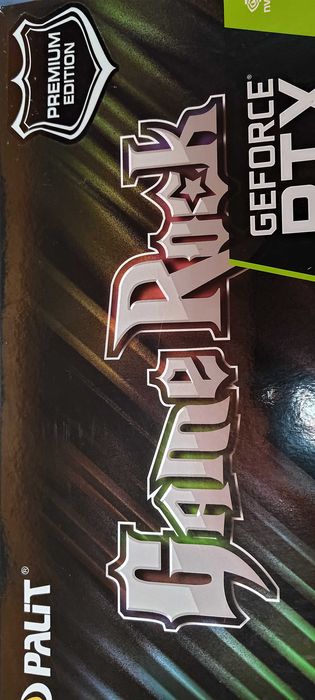 PALiT®
GameRock
PREMIUM
EDITION
GEFORCE®
RTX